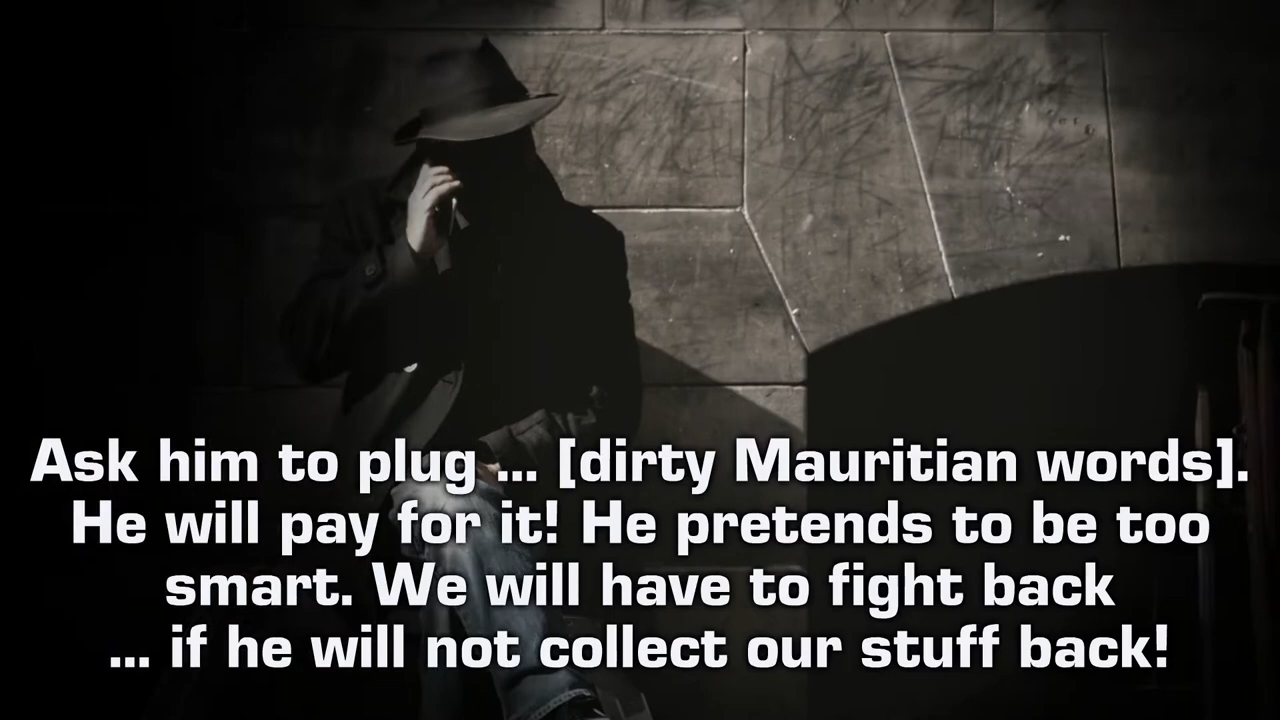 Ask him to plug ... [dirty Mauritian words].
He will pay for it! He pretends to be too
smart. We will have to fight back
... if he will not collect our stuff back!